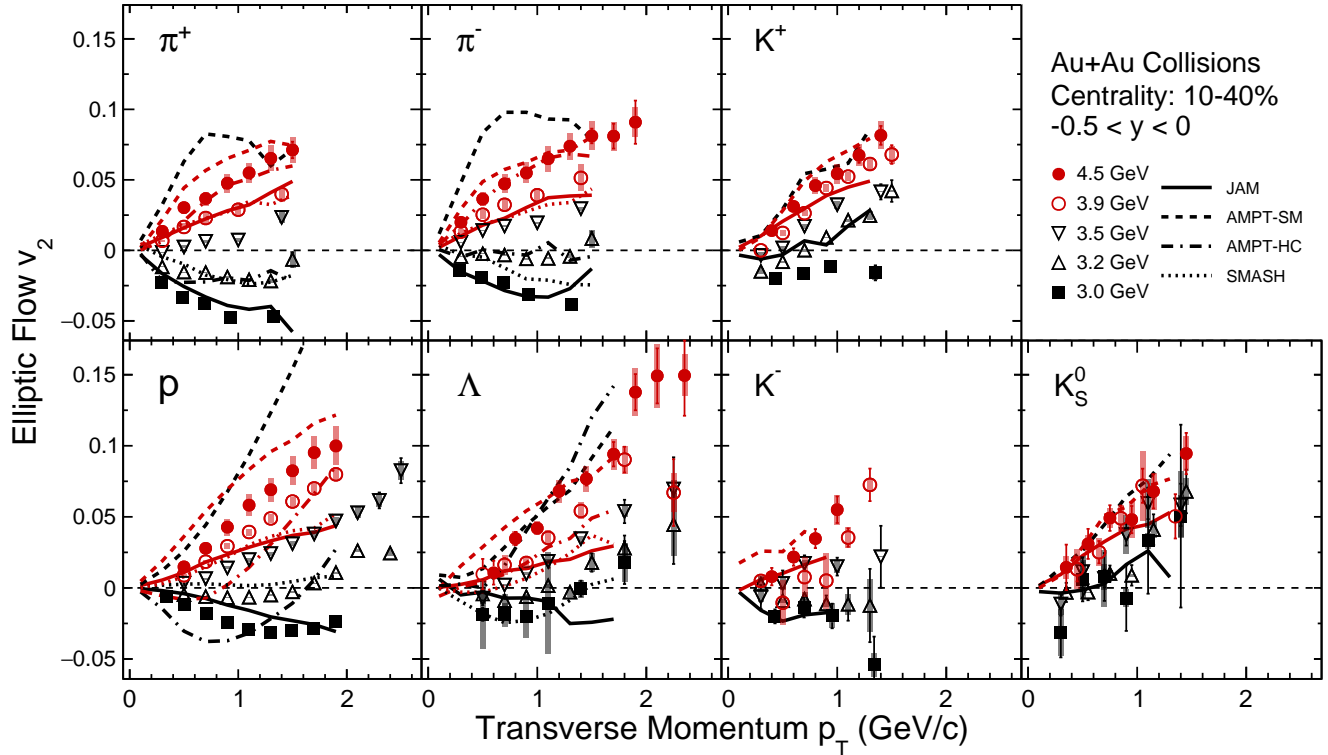 π⁺
π⁻
K⁺
Au+Au Collisions
Centrality: 10-40%
-0.5 < y < 0
4.5 GeV
3.9 GeV
3.5 GeV
3.2 GeV
3.0 GeV
JAM
AMPT-SM
AMPT-HC
SMASH
0.15
0.1
0.05
0
−0.05
Elliptic Flow v₂
p
Λ
K⁻
K⁰_S
0.15
0.1
0.05
0
−0.05
0 1 2
0 1 2
0 1 2
0 1 2
Transverse Momentum p_T (GeV/c)